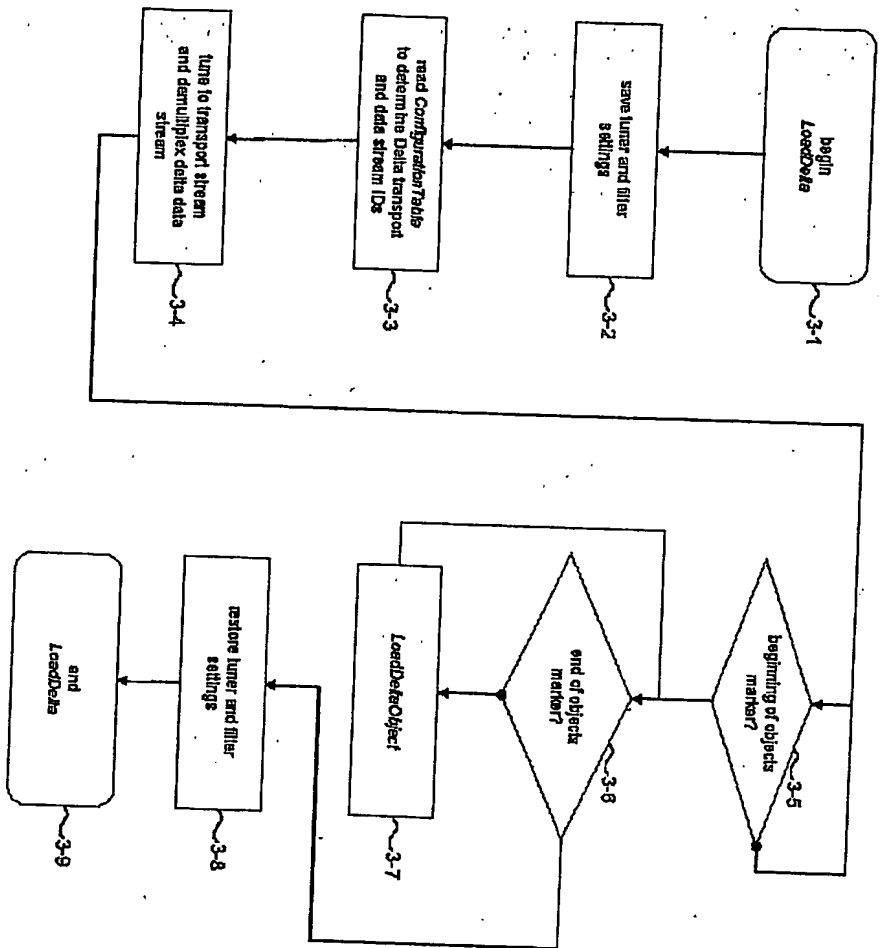 begin
LoadDelta
3-1
save tuner and filter
settings
3-2
read ConfigurationTable
to determine Delta transport
and data stream IDs
3-3
tune to transport stream
and demultiplex delta data
stream
3-4
beginning of objects
marker?
3-5
end of objects
marker?
3-6
LoadDeltaObject
3-7
restore tuner and filter
settings
3-8
end
LoadDelta
3-9